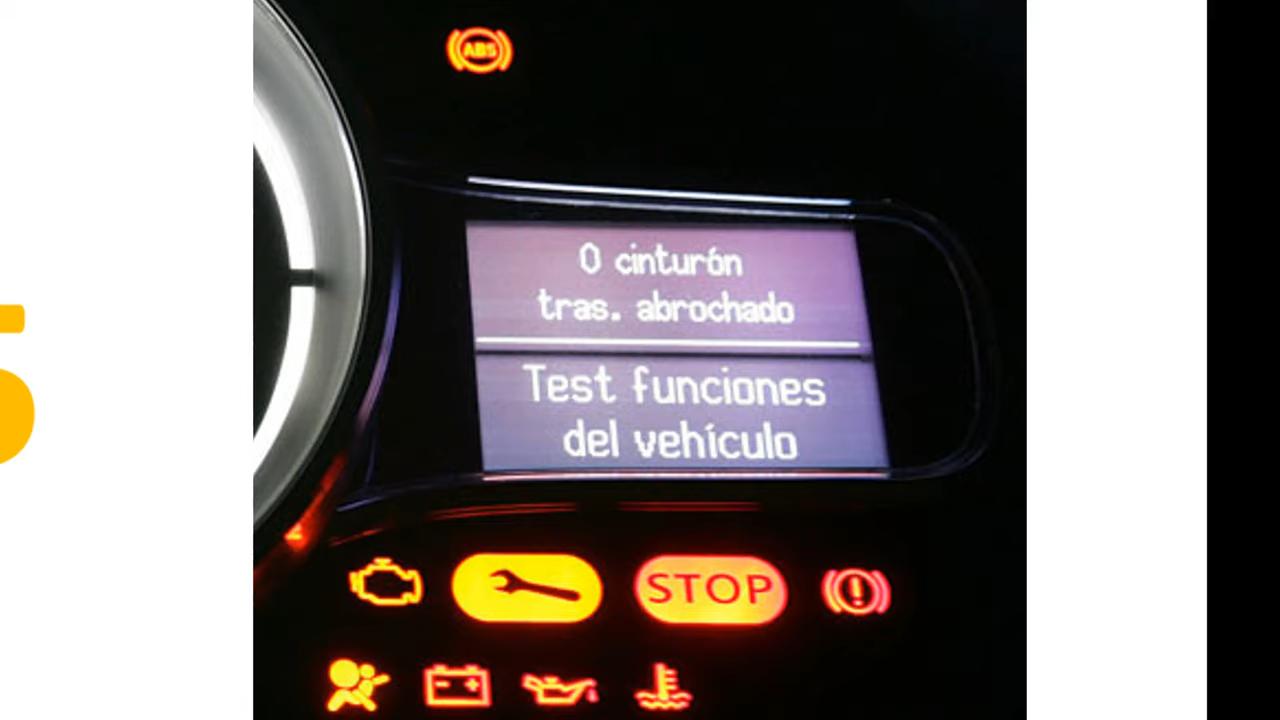 ABS
0 cinturón
tras. abrochado
Test funciones
del vehículo
STOP